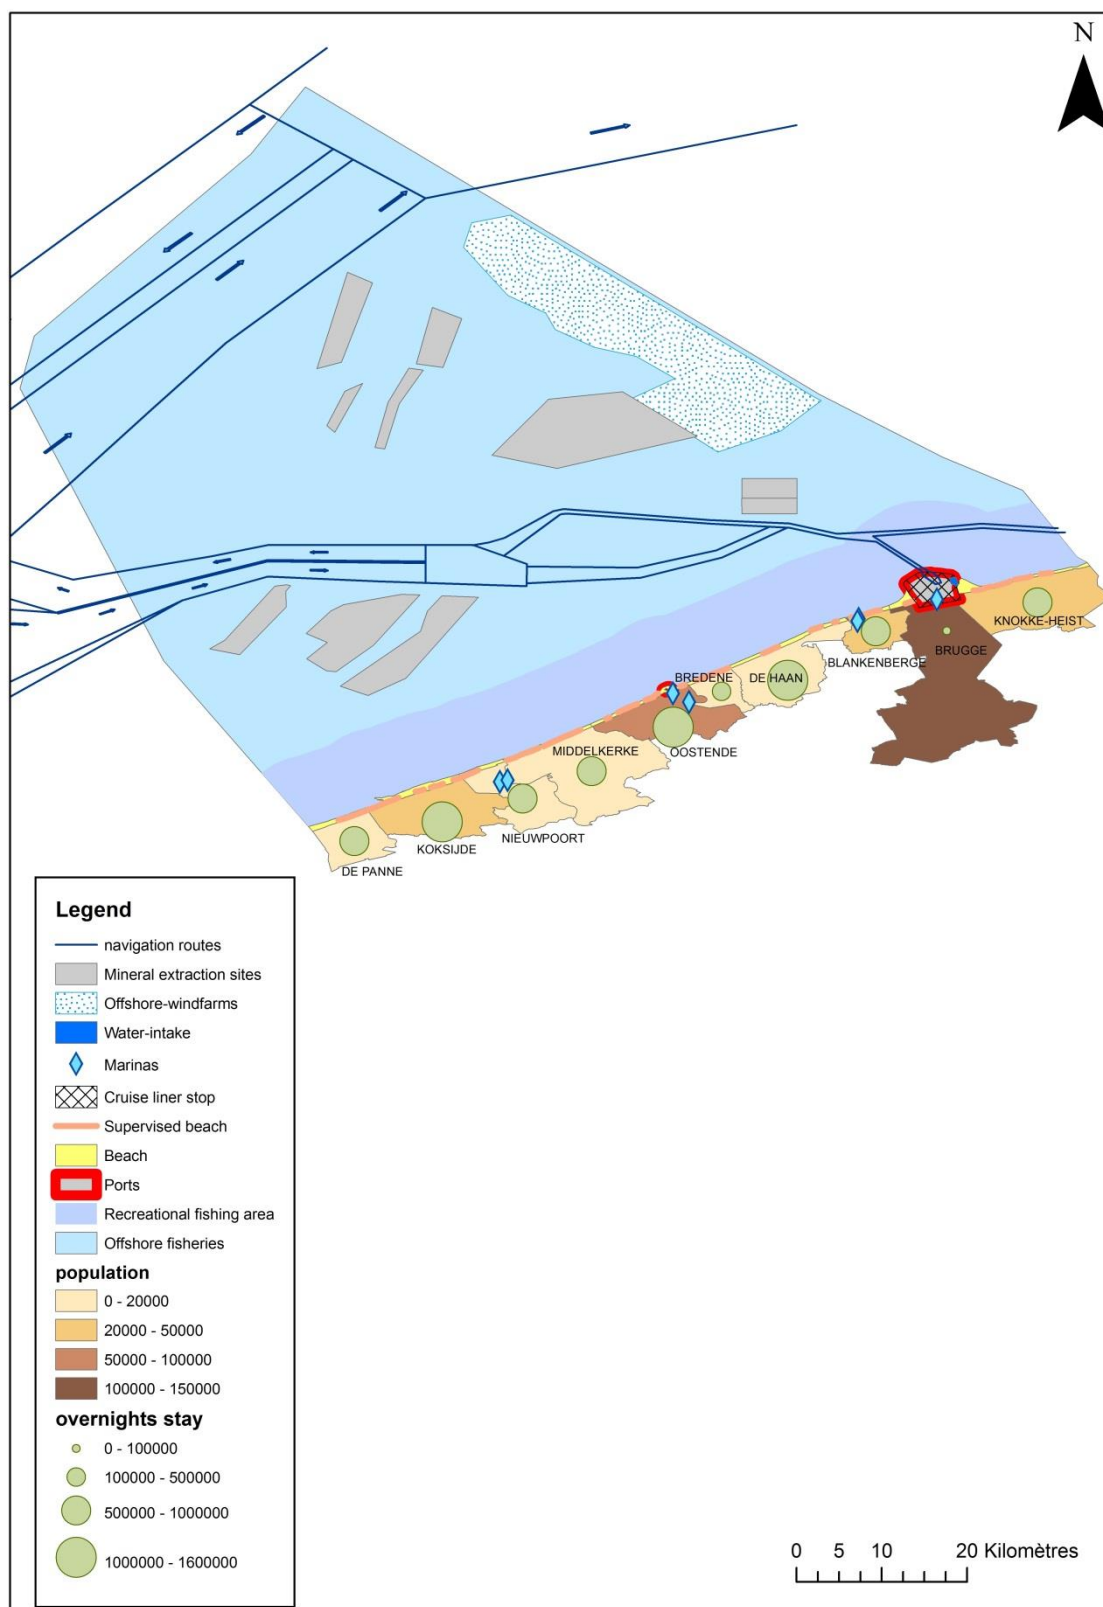 N
KNOKKE-HEIST
BRUGGE
BLANKENBERGE
BREDENE
DE HAAN
OOSTENDE
MIDDELKERKE
NIEUWPOORT
KOKSIJDE
DE PANNE
Legend
navigation routes
Mineral extraction sites
Offshore-windfarms
Water-intake
Marinas
Cruise liner stop
Supervised beach
Beach
Ports
Recreational fishing area
Offshore fisheries
population
0 - 20000
20000 - 50000
50000 - 100000
100000 - 150000
overnights stay
0 - 100000
100000 - 500000
500000 - 1000000
1000000 - 1600000
0 5 10 20 Kilomètres